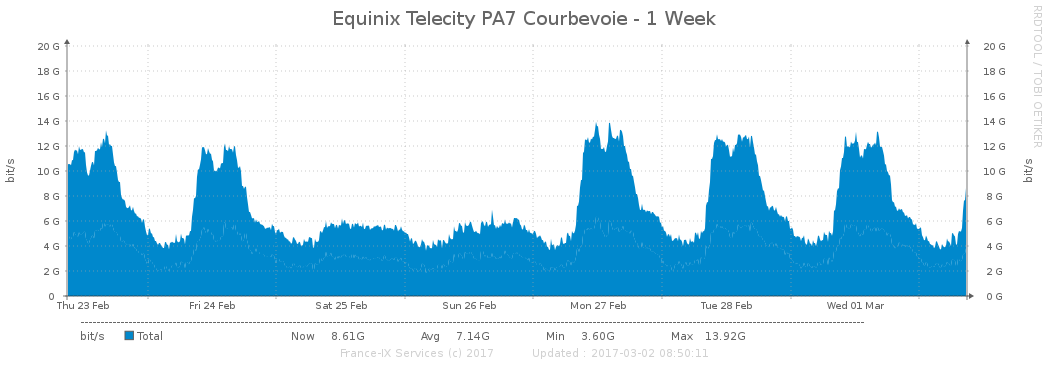 Equinix Telecity PA7 Courbevoie - 1 Week
RRDTOOL / TOBI OETIKER
bit/s
20 G
18 G
16 G
14 G
12 G
10 G
8 G
6 G
4 G
2 G
0
20 G
18 G
16 G
14 G
12 G
10 G
8 G
6 G
4 G
2 G
0 G
bit/s
Thu 23 Feb Fri 24 Feb Sat 25 Feb Sun 26 Feb Mon 27 Feb Tue 28 Feb Wed 01 Mar
bit/s Total Now 8.61G Avg 7.14G Min 3.60G Max 13.92G
France-IX Services (c) 2017 Updated : 2017-03-02 08:50:11